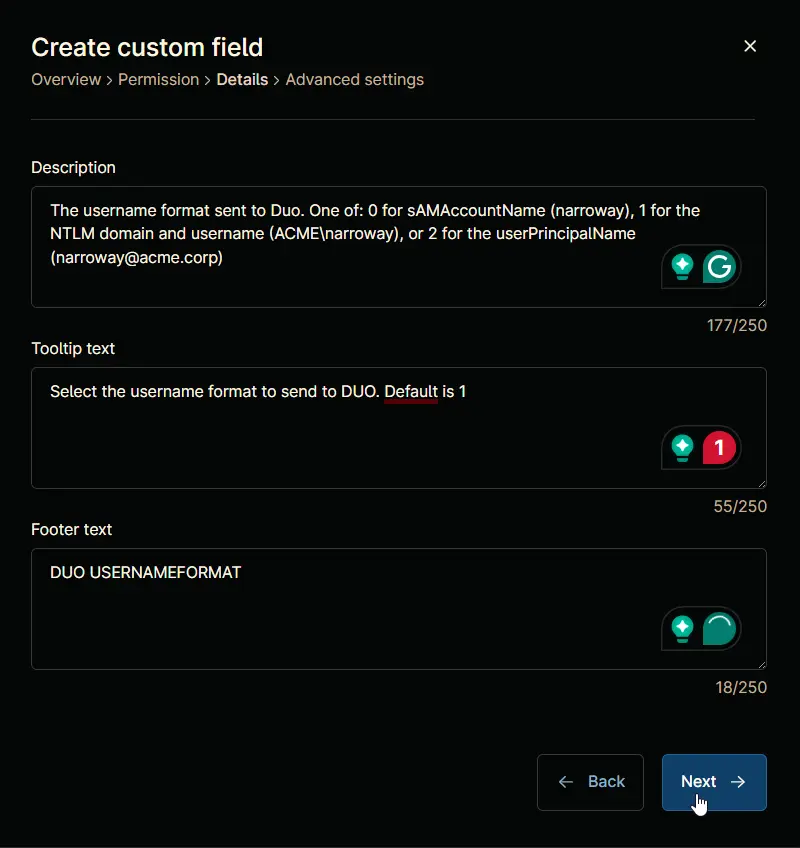 Create custom field
Overview > Permission > Details > Advanced settings
Description
The username format sent to Duo. One of: 0 for sAMAccountName (narroway), 1 for the
NTLM domain and username (ACME\narroway), or 2 for the userPrincipalName
(narroway@acme.corp)
177/250
Tooltip text
Select the username format to send to DUO. Default is 1
1
55/250
Footer text
DUO USERNAMEFORMAT
18/250
Back
Next